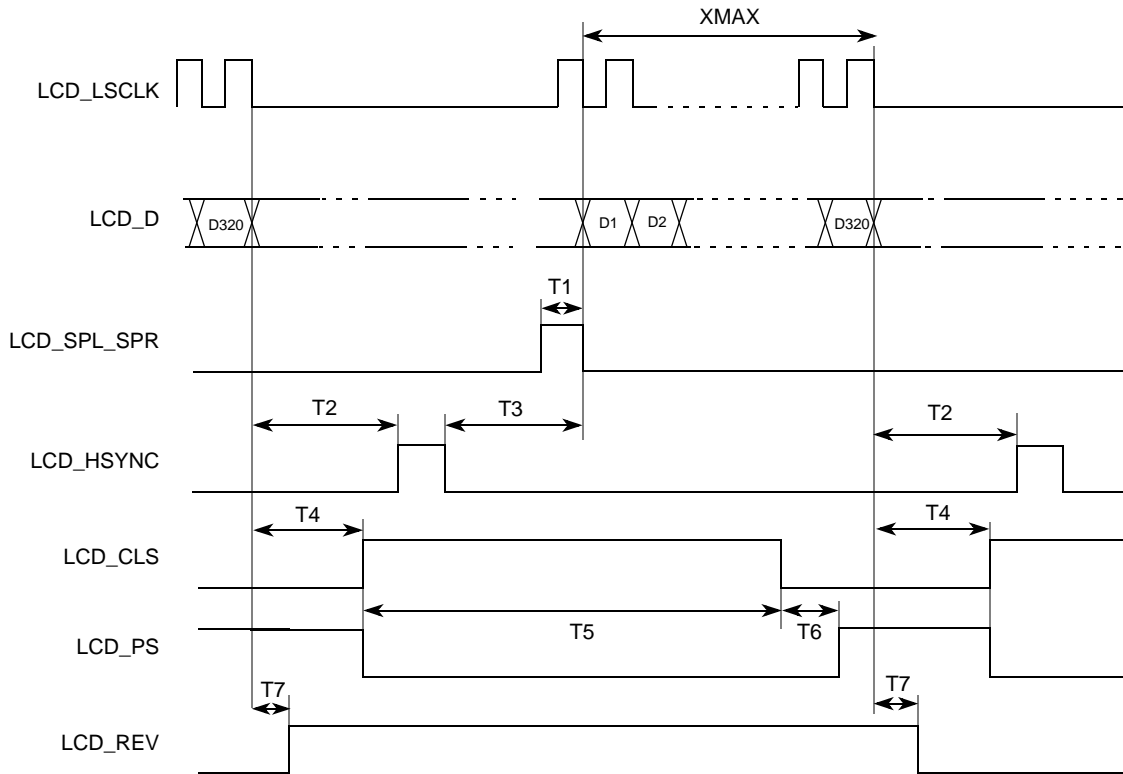 XMAX
LCD_LSCLK
LCD_D
D320
D1
D2
D320
T1
LCD_SPL_SPR
T2
T3
T2
LCD_HSYNC
T4
T4
LCD_CLS
T5
T6
LCD_PS
T7
T7
LCD_REV